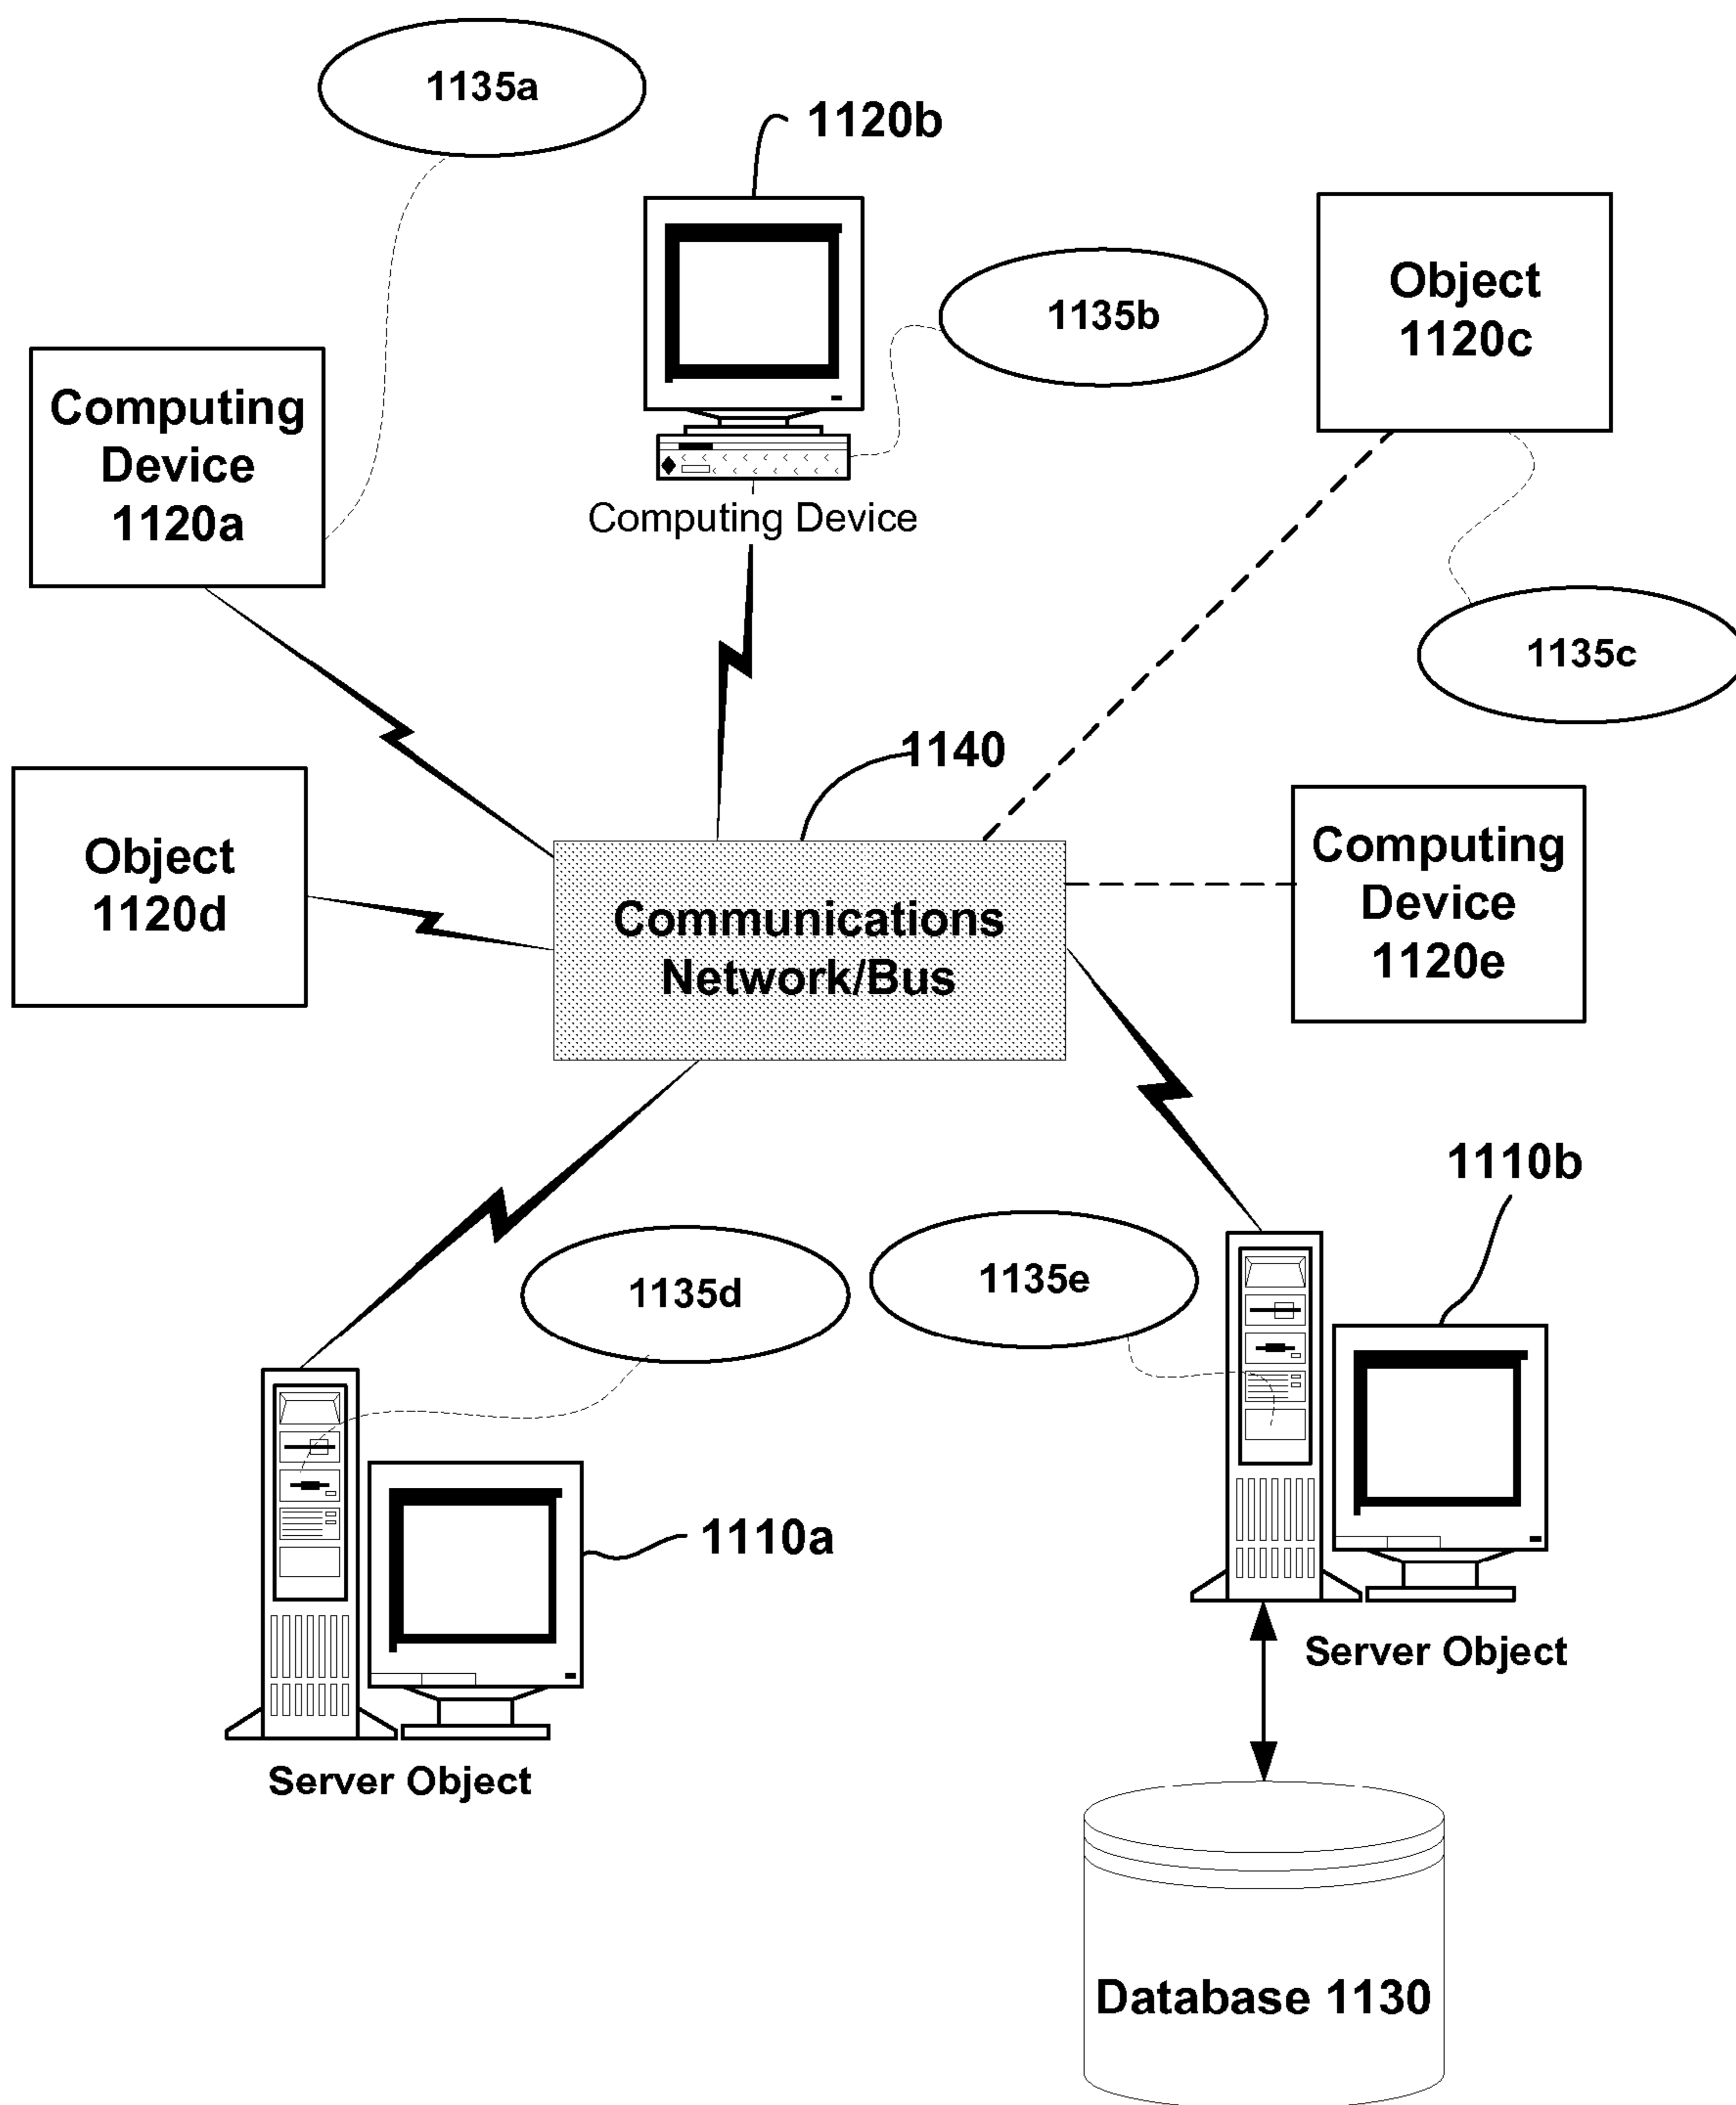 1135a
1120b
1135b
Object
1120c
Computing
Device
1120a
Computing Device
1135c
1140
Object
1120d
Communications
Network/Bus
Computing
Device
1120e
1110b
1135d
1135e
1110a
Server Object
Server Object
Database 1130